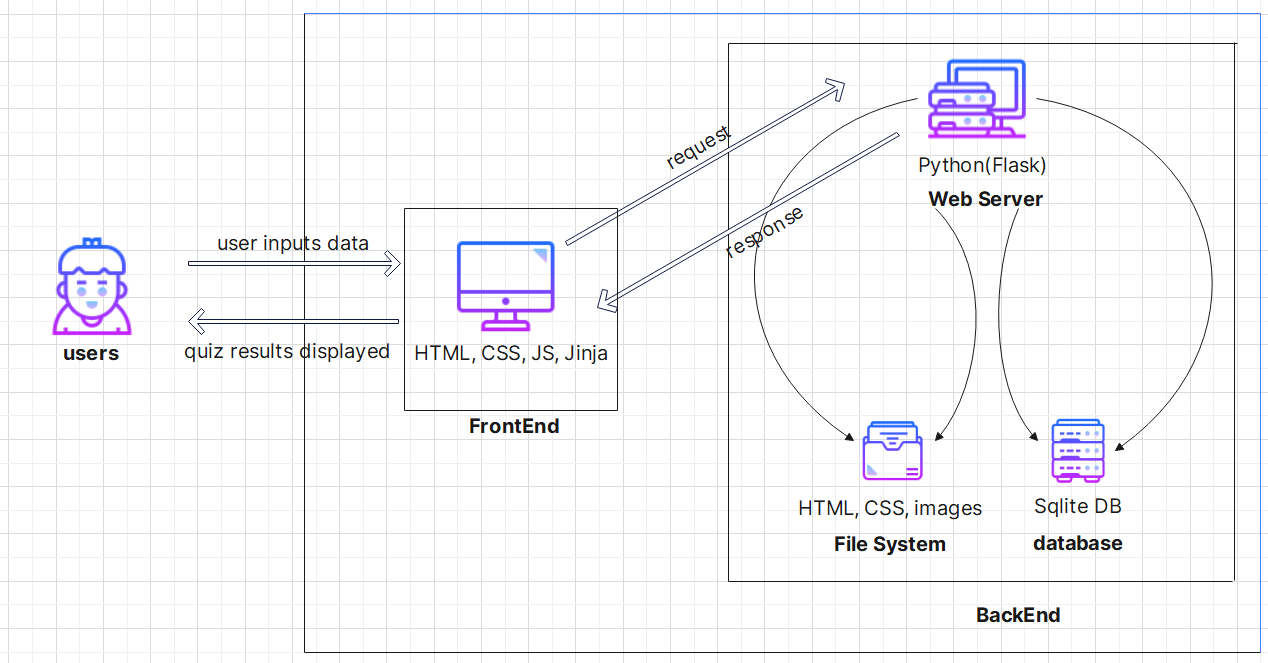 user inputs data
users
quiz results displayed
HTML, CSS, JS, Jinja
FrontEnd
request
response
Python(Flask)
Web Server
HTML, CSS, images
File System
Sqlite DB
database
BackEnd